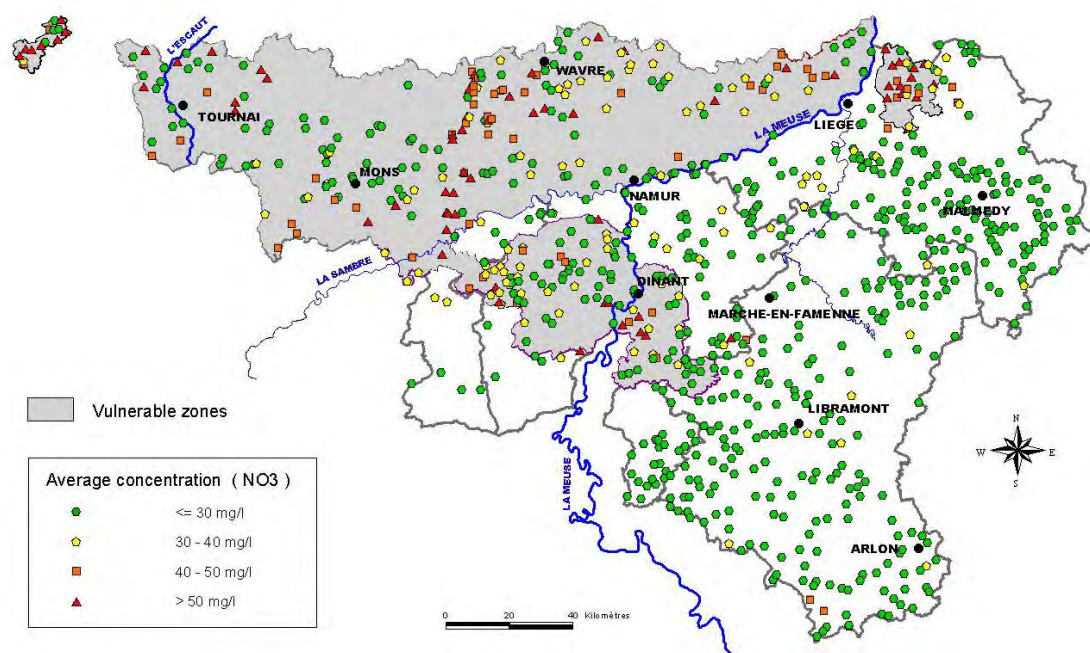 L'ESCAUT
WAVRE
TOURNAI
LIEGE
LA MEUSE
MONS
NAMUR
MALMEDY
LA SAMBRE
DINANT
MARCHE-EN-FAMENNE
Vulnerable zones
LIBRAMONT
N
W E
S
Average concentration ( NO3 )
<= 30 mg/l
30 - 40 mg/l
40 - 50 mg/l
> 50 mg/l
LA MEUSE
ARLON
0 20 40 Kilomètres